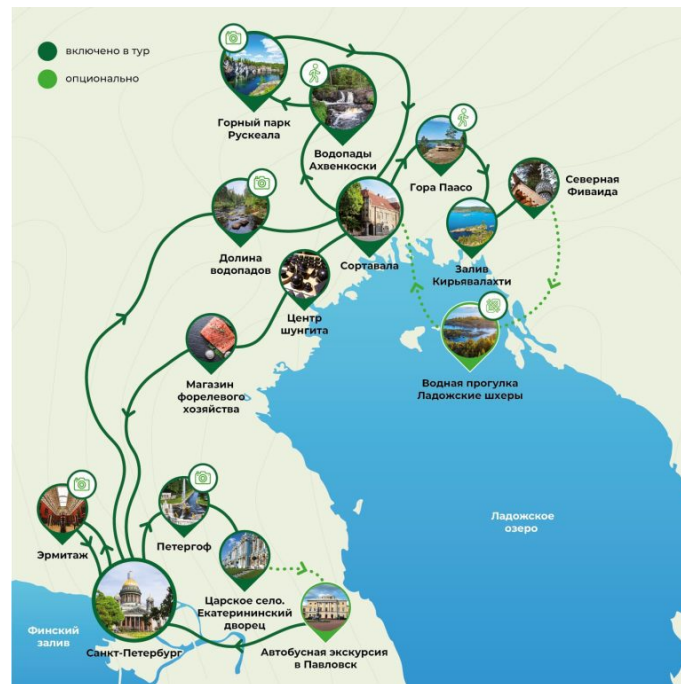 включено в тур
опционально
Горный парк
Рускеала
Водопады
Ахвенкоски
Гора Паасо
Северная
Фиваида
Долина
водопадов
Сортавала
Залив
Кирьявалахти
Центр
шунгита
Магазин
форелевого
хозяйства
Водная прогулка
Ладожские шхеры
Ладожское
озеро
Эрмитаж
Петергоф
Царское село.
Екатерининский
дворец
Финский
залив
Санкт-Петербург
Автобусная экскурсия
в Павловск